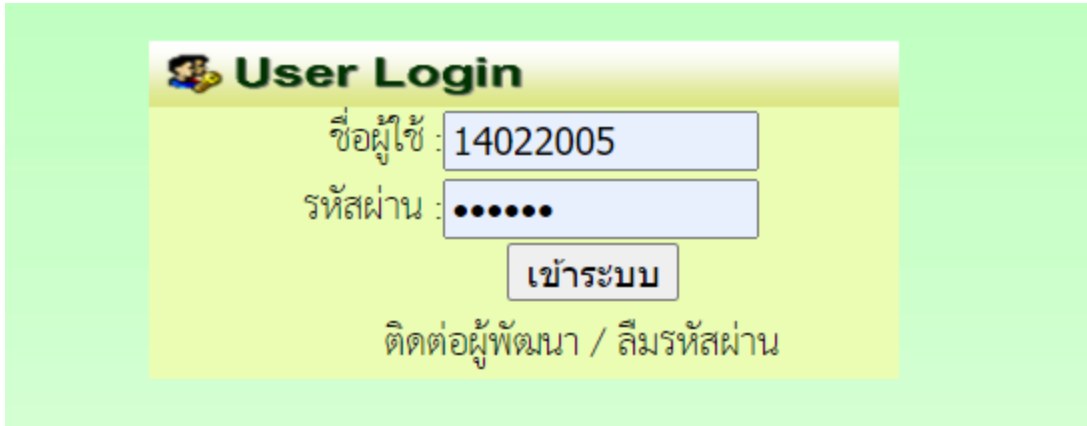 User Login
ชื่อผู้ใช้ : 14022005
รหัสผ่าน : ••••••
เข้าระบบ
ติดต่อผู้พัฒนา / ลืมรหัสผ่าน